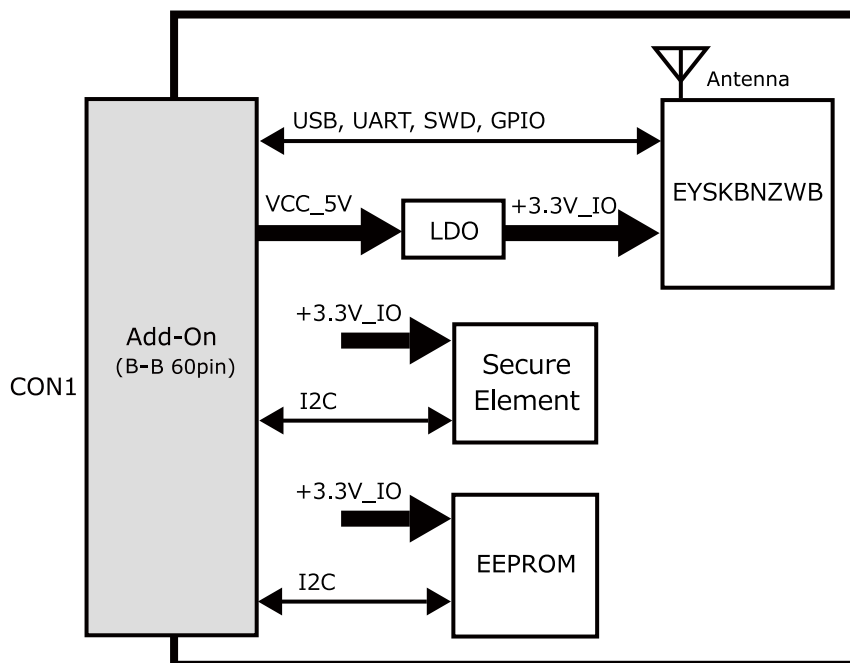 Antenna
USB, UART, SWD, GPIO
EYSKBNZWB
VCC_5V
LDO
+3.3V_IO
CON1
Add-On
(B-B 60pin)
+3.3V_IO
Secure
Element
I2C
+3.3V_IO
EEPROM
I2C